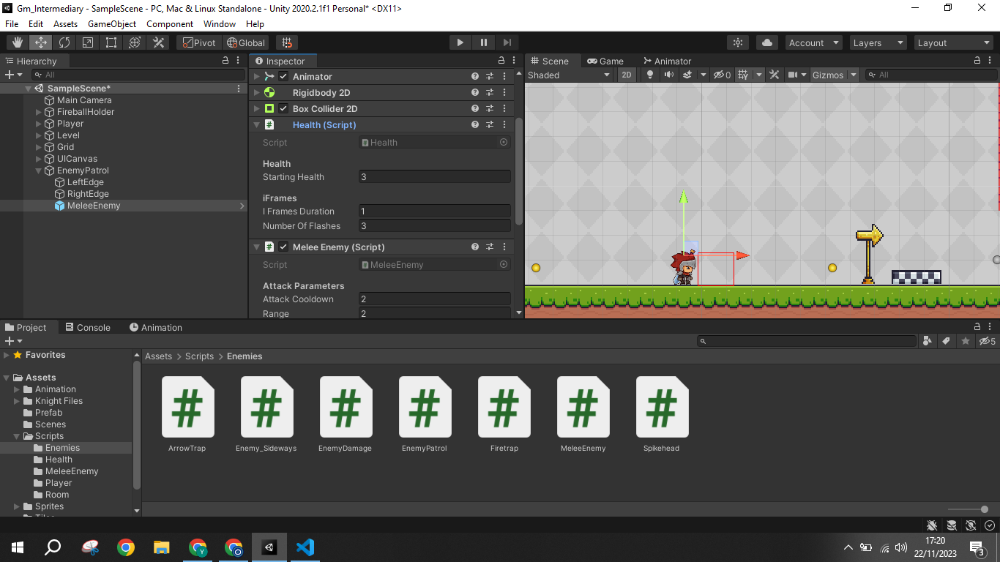 Gm_Intermediary - SampleScene - PC, Mac & Linux Standalone - Unity 2020.2.1f1 Personal* <DX11>
File Edit Assets GameObject Component Window Help
Pivot Global Account Layers Layout
Hierarchy
All
SampleScene*
Main Camera
FireballHolder
Player
Level
Grid
UICanvas
EnemyPatrol
LeftEdge
RightEdge
MeleeEnemy
Inspector
Animator
Rigidbody 2D
Box Collider 2D
Health (Script)
Script Health
Health
Starting Health 3
iFrames
I Frames Duration 1
Number Of Flashes 3
Melee Enemy (Script)
Script MeleeEnemy
Attack Parameters
Attack Cooldown 2
Range 2
Scene Game Animator
Shaded 2D 0 Gizmos All
Project Console Animation
5
Favorites
Assets
Animation
Knight Files
Prefab
Scenes
Scripts
Enemies
Health
MeleeEnemy
Player
Room
Sprites
Assets > Scripts > Enemies
# # # # # # #
ArrowTrap Enemy_Sideways EnemyDamage EnemyPatrol Firetrap MeleeEnemy Spikehead
17:20
22/11/2023
3